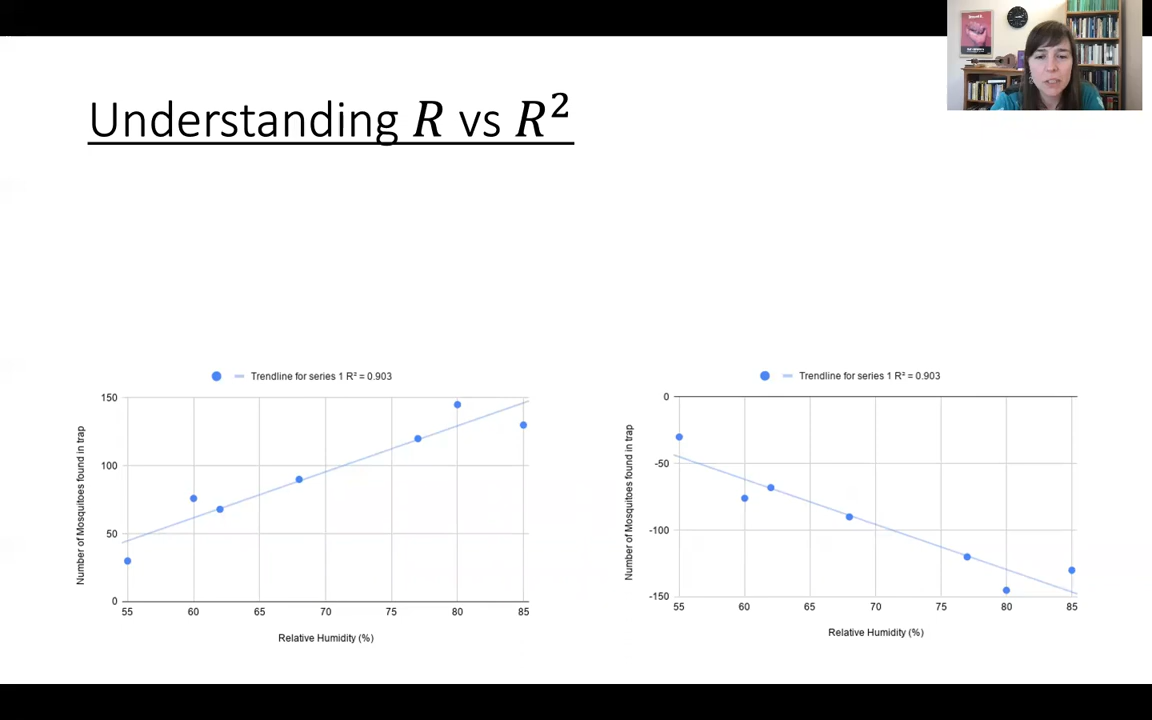 Understanding R vs R²
Trendline for series 1 R² = 0.903
150
100
50
0
Number of Mosquitoes found in trap
55 60 65 70 75 80 85
Relative Humidity (%)
Trendline for series 1 R² = 0.903
0
-50
-100
-150
Number of Mosquitoes found in trap
55 60 65 70 75 80 85
Relative Humidity (%)